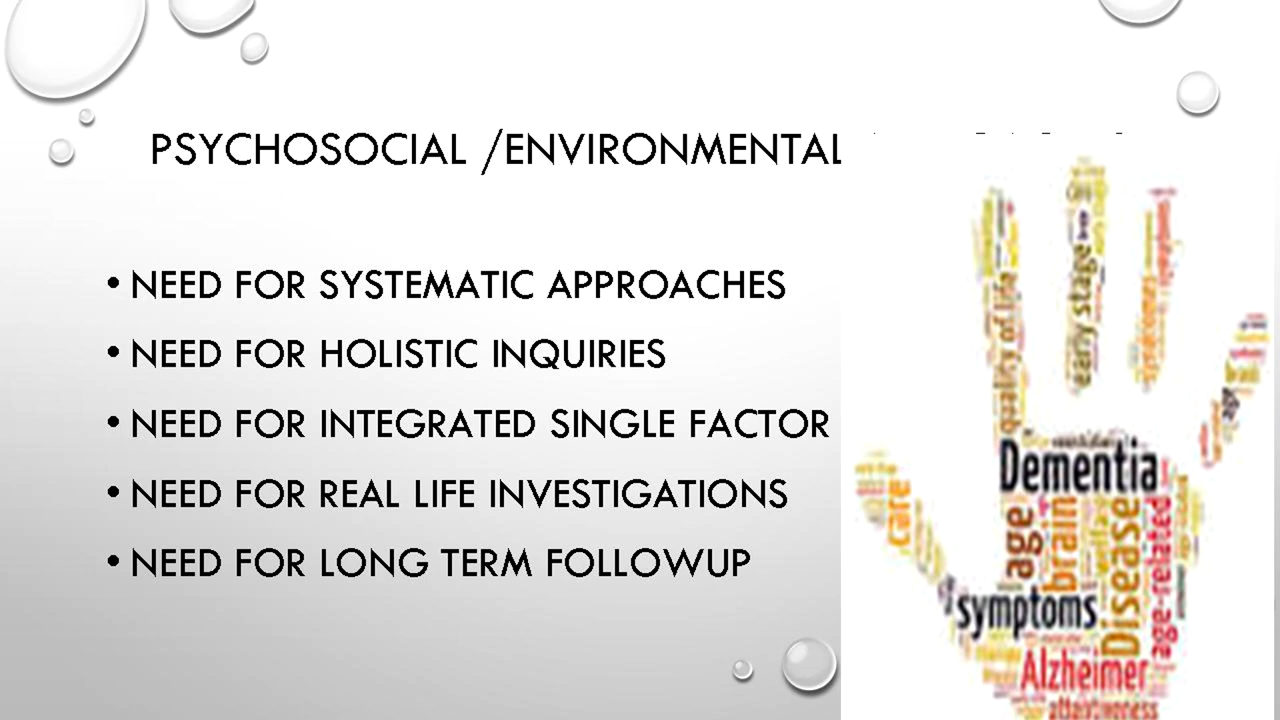 PSYCHOSOCIAL /ENVIRONMENTAL
• NEED FOR SYSTEMATIC APPROACHES
• NEED FOR HOLISTIC INQUIRIES
• NEED FOR INTEGRATED SINGLE FACTOR
• NEED FOR REAL LIFE INVESTIGATIONS
• NEED FOR LONG TERM FOLLOWUP
quality of life
early stage
age
Dementia
care
age
brain
Disease
age-related
symptoms
Alzheimer
attentiveness